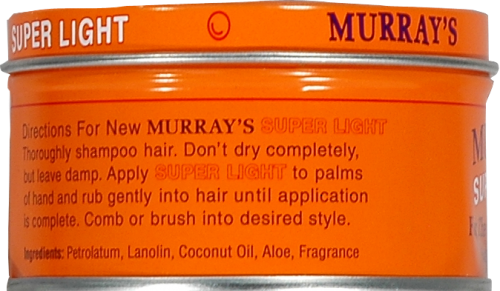 SUPER LIGHT MURRAY'S
Directions For New MURRAY'S SUPER LIGHT
Thoroughly shampoo hair. Don't dry completely,
but leave damp. Apply SUPER LIGHT to palms
of hand and rub gently into hair until application
is complete. Comb or brush into desired style.
Ingredients: Petrolatum, Lanolin, Coconut Oil, Aloe, Fragrance